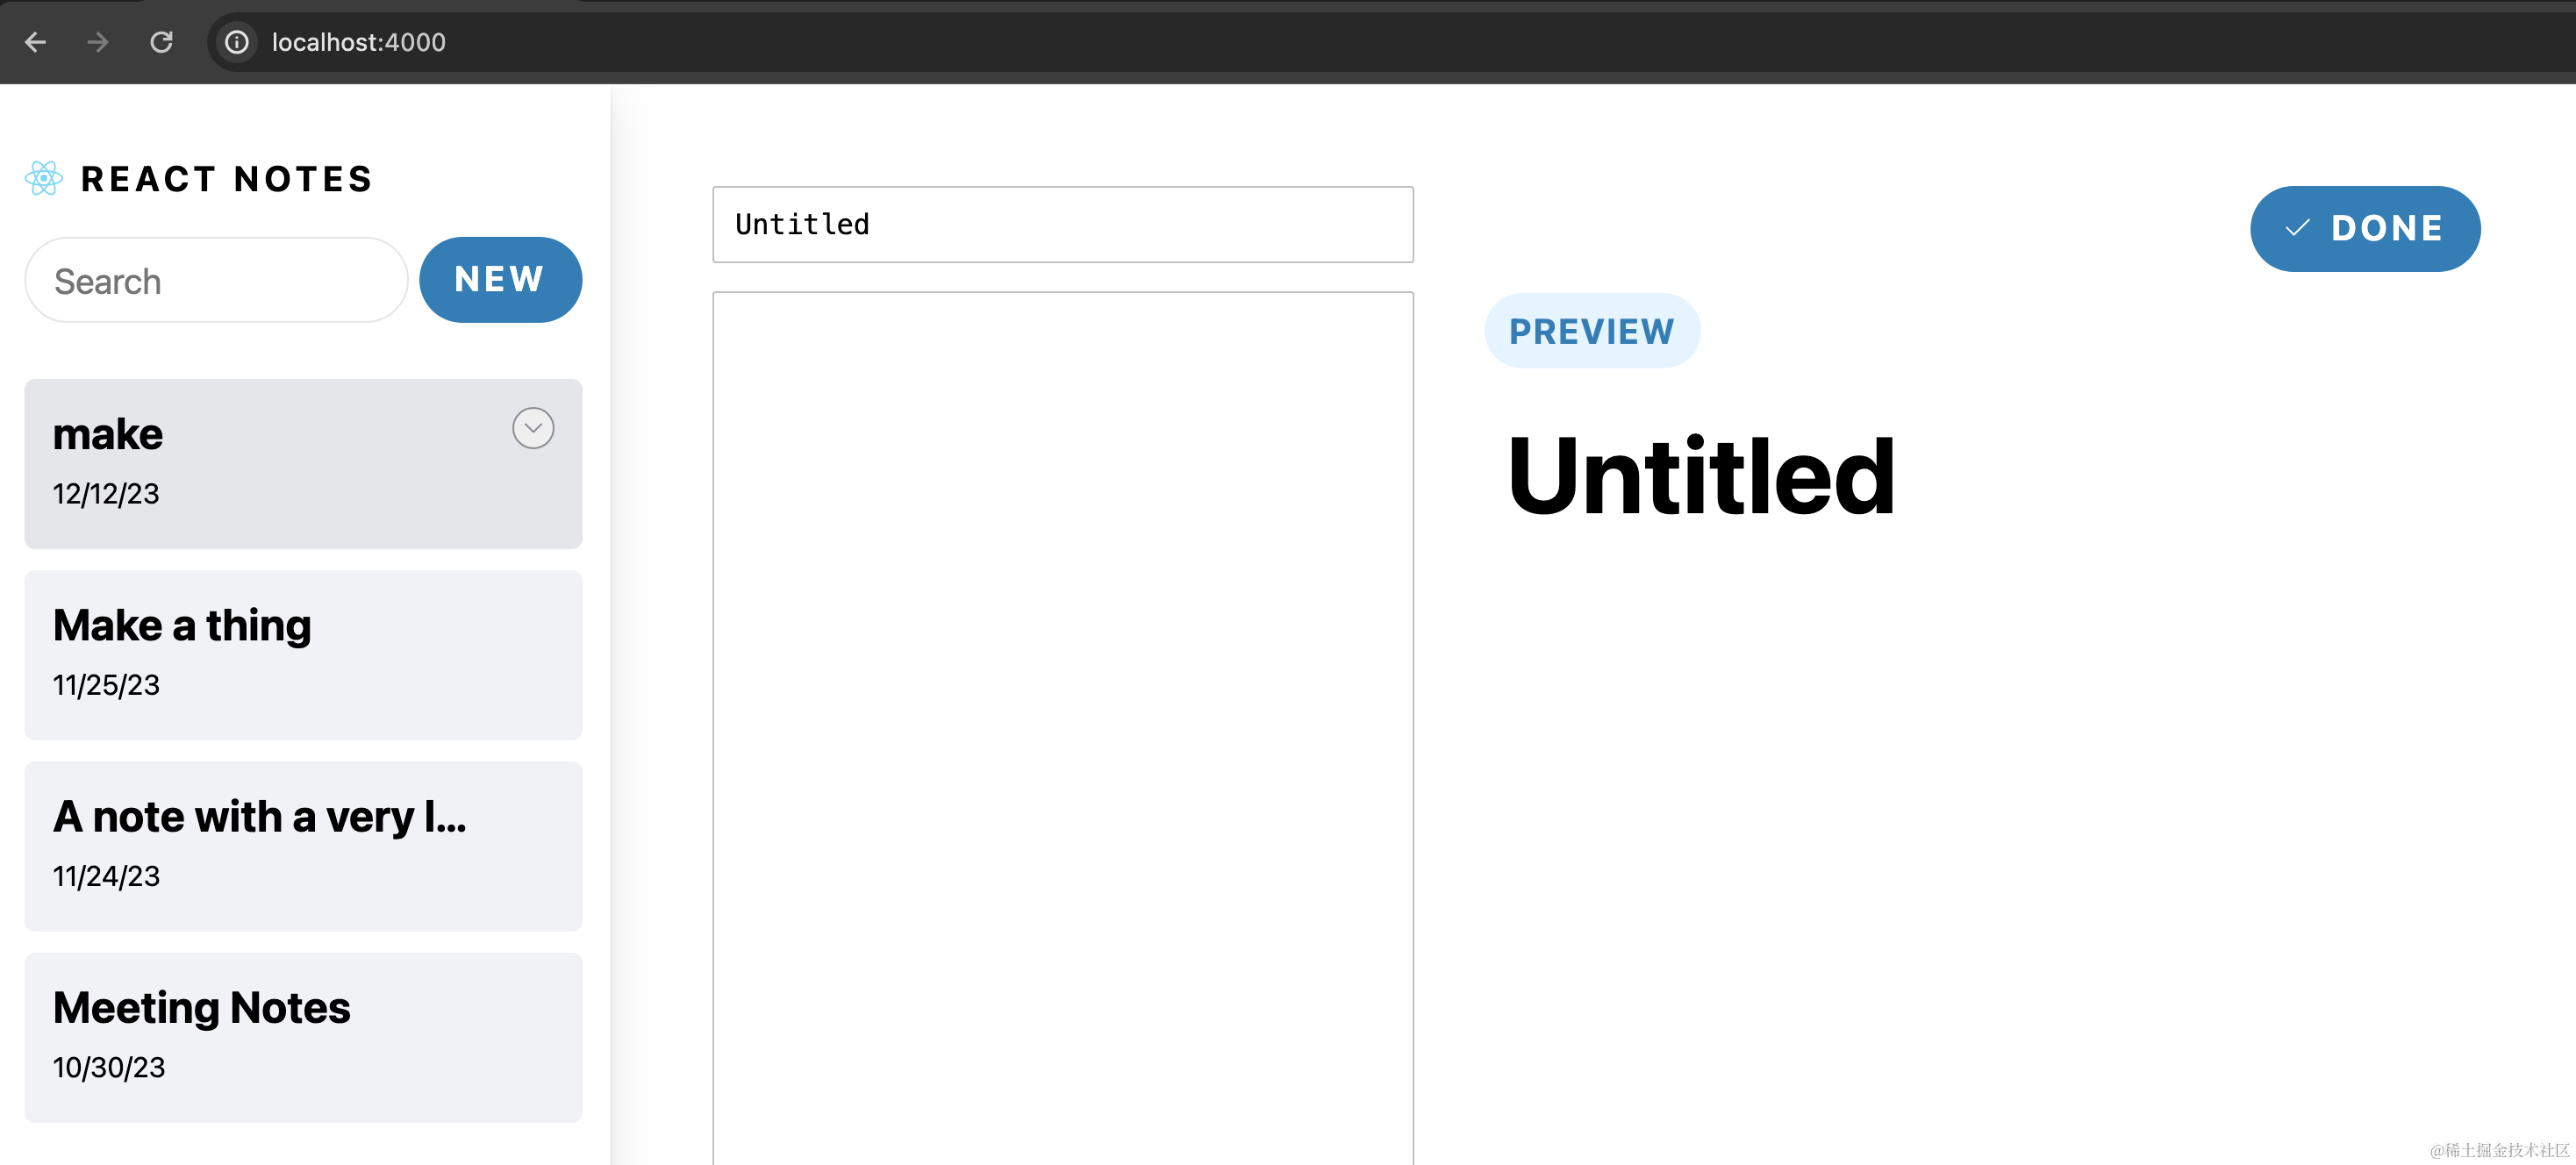 localhost:4000
REACT NOTES
Search
NEW
make
12/12/23
Make a thing
11/25/23
A note with a very l...
11/24/23
Meeting Notes
10/30/23
Untitled
DONE
PREVIEW
Untitled
@稀土掘金技术社区